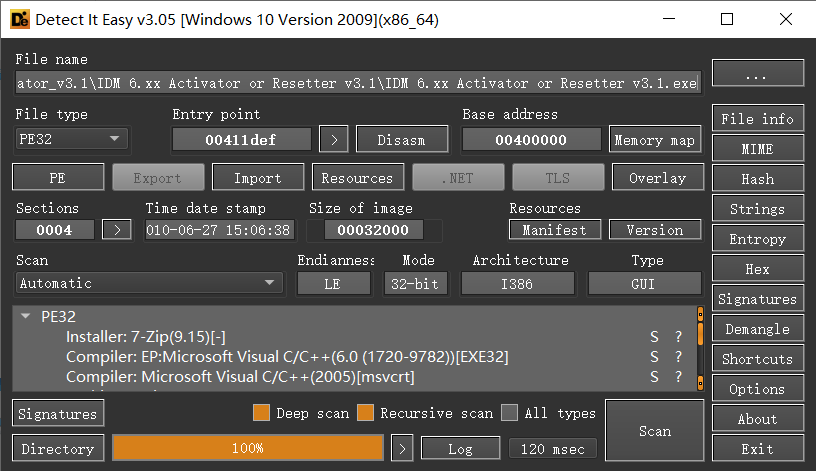 Detect It Easy v3.05 [Windows 10 Version 2009](x86_64)
File name
ator_v3.1\IDM 6.xx Activator or Resetter v3.1\IDM 6.xx Activator or Resetter v3.1.exe
...
File type Entry point Base address
PE32 00411def > Disasm 00400000 Memory map
File info
MIME
PE Export Import Resources .NET TLS Overlay
Hash
Sections Time date stamp Size of image Resources
Strings
0004 > 010-06-27 15:06:38 00032000 Manifest Version
Entropy
Scan Endianness Mode Architecture Type
Hex
Automatic LE 32-bit I386 GUI
Signatures
PE32
Demangle
Installer: 7-Zip(9.15)[-] S ?
Compiler: EP:Microsoft Visual C/C++(6.0 (1720-9782))[EXE32] S ?
Shortcuts
Compiler: Microsoft Visual C/C++(2005)[msvcrt] S ?
Options
Signatures Deep scan Recursive scan All types
Scan
About
Directory 100% > Log 120 msec
Exit